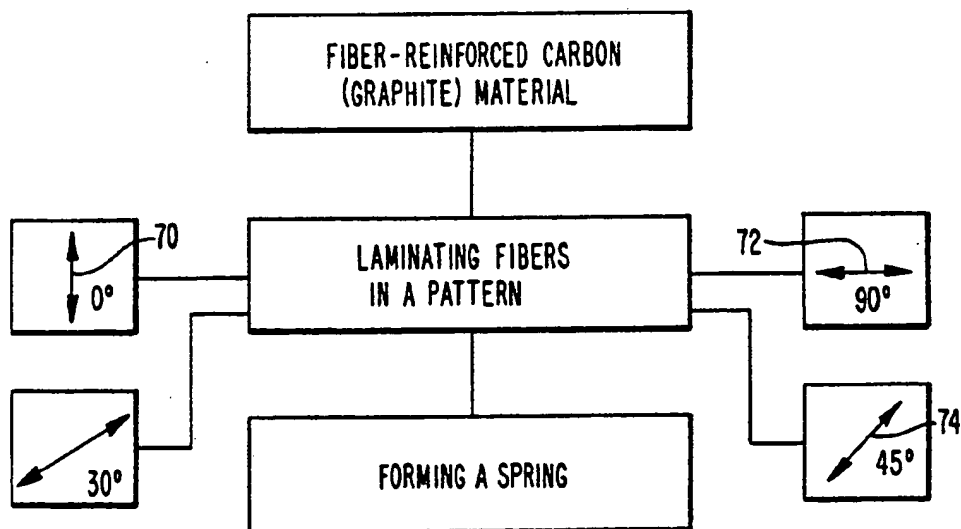 FIBER-REINFORCED CARBON
(GRAPHITE) MATERIAL
70
0°
LAMINATING FIBERS
IN A PATTERN
72
90°
30°
FORMING A SPRING
74
45°